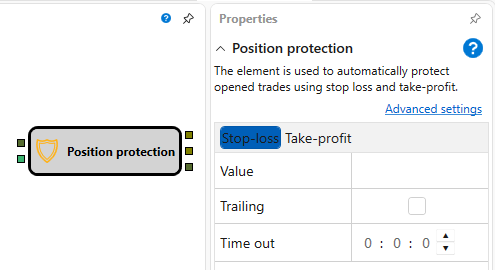 ?
Properties
Position protection
?
The element is used to automatically protect
opened trades using stop loss and take-profit.
Advanced settings
Position protection
Stop-loss Take-profit
Value
Trailing
Time out 0 : 0 : 0